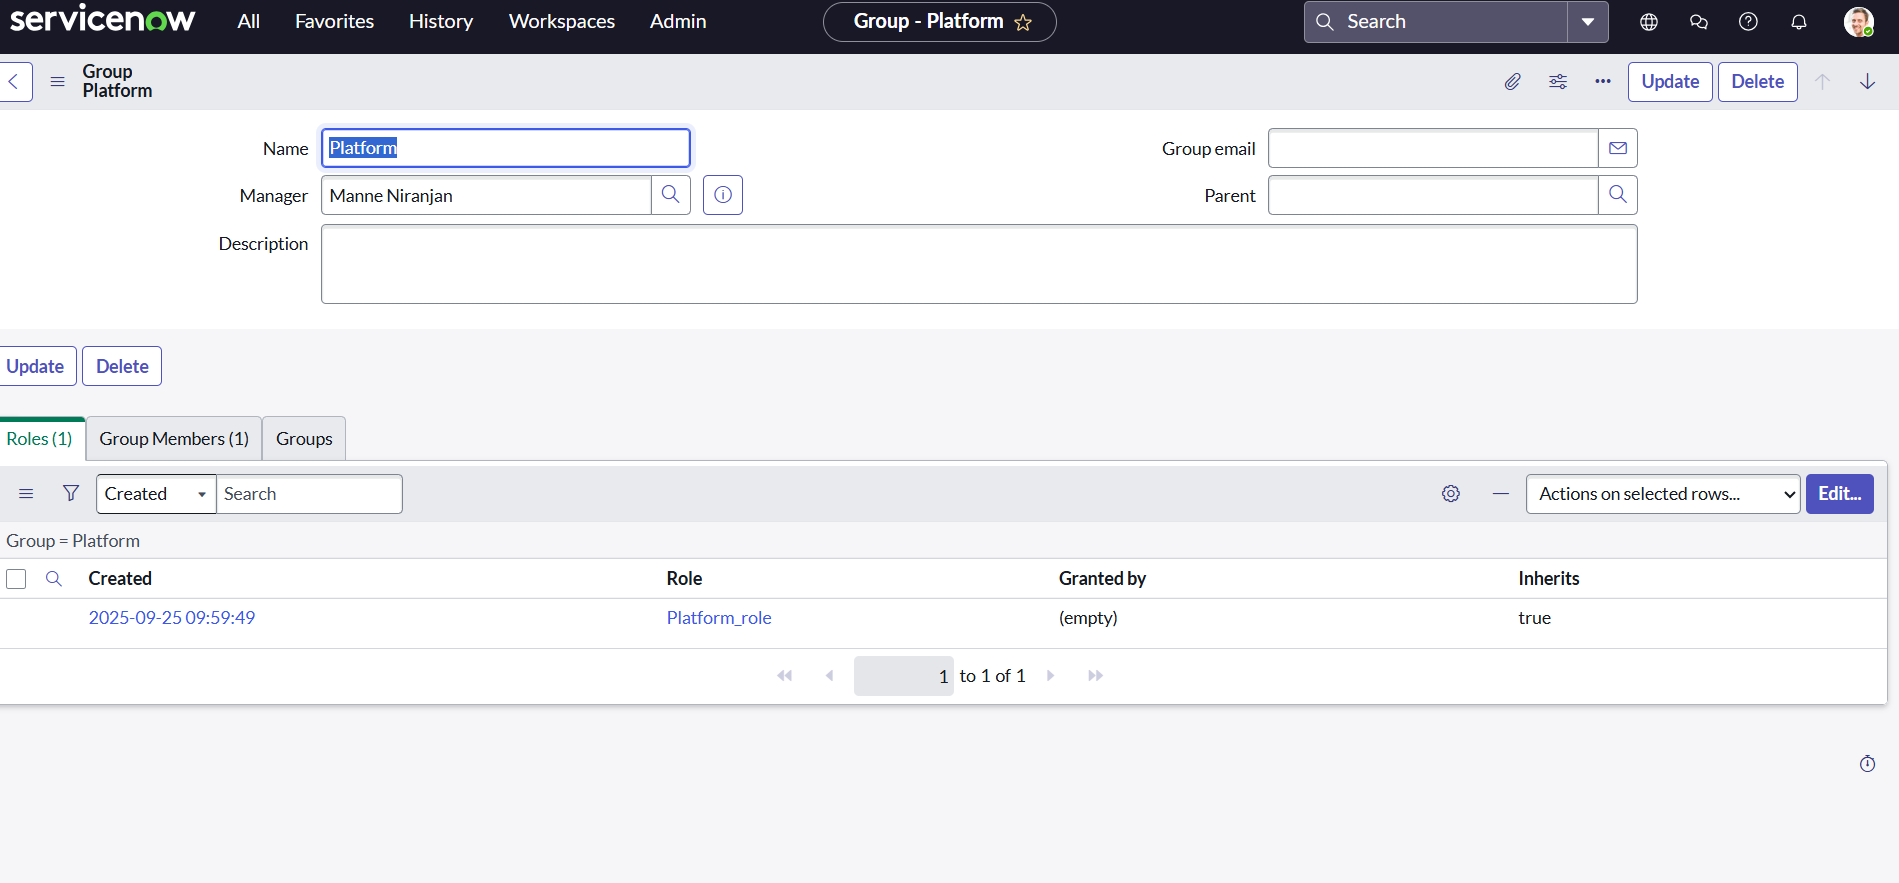 servicenow All Favorites History Workspaces Admin Group - Platform Search
Group
Platform
Update Delete
Name Platform Group email
Manager Manne Niranjan Parent
Description
Update Delete
Roles (1) Group Members (1) Groups
Created Search Actions on selected rows... Edit...
Group = Platform
Created Role Granted by Inherits
2025-09-25 09:59:49 Platform_role (empty) true
1 to 1 of 1